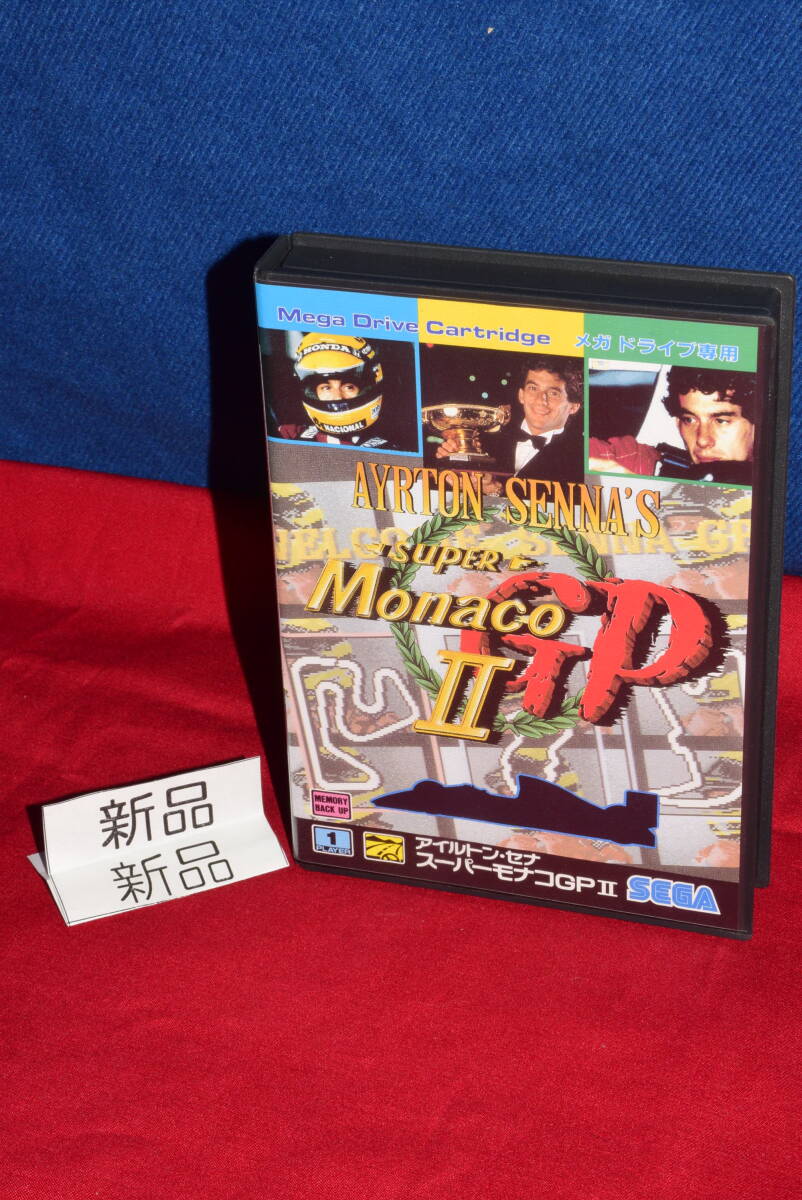 Mega Drive Cartridge メガドライブ専用
HONDA
NACIONAL
AYRTON SENNA'S
SUPER
Monaco GP
II
MEMORY
BACK UP
1
PLAYER
アイルトン・セナ
スーパーモナコGPⅡ
SEGA
新品
新品